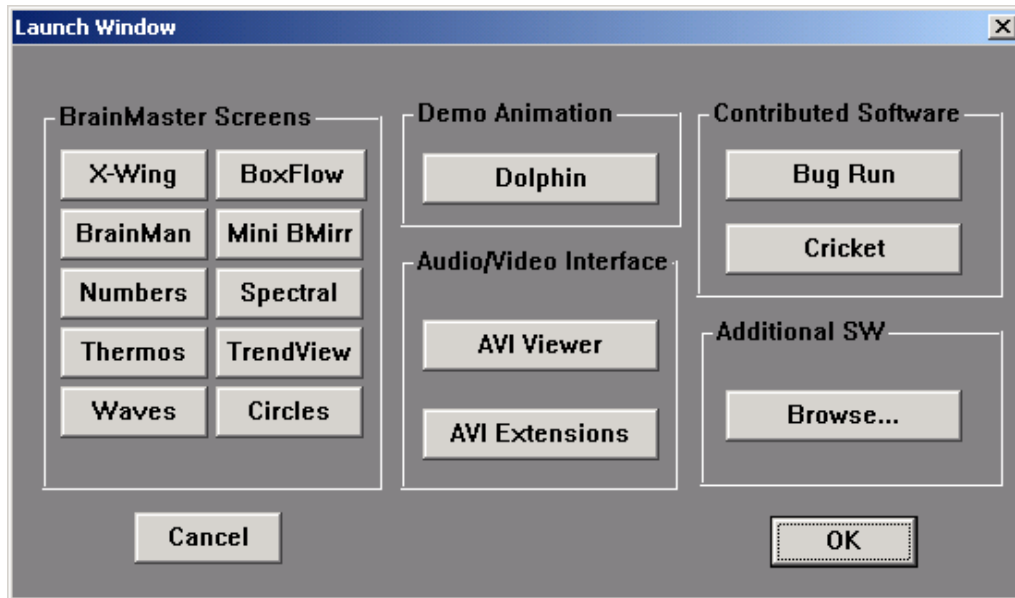 Launch Window
BrainMaster Screens
X-Wing
BoxFlow
BrainMan
Mini BMirr
Numbers
Spectral
Thermos
TrendView
Waves
Circles
Demo Animation
Dolphin
Audio/Video Interface
AVI Viewer
AVI Extensions
Contributed Software
Bug Run
Cricket
Additional SW
Browse...
Cancel
OK